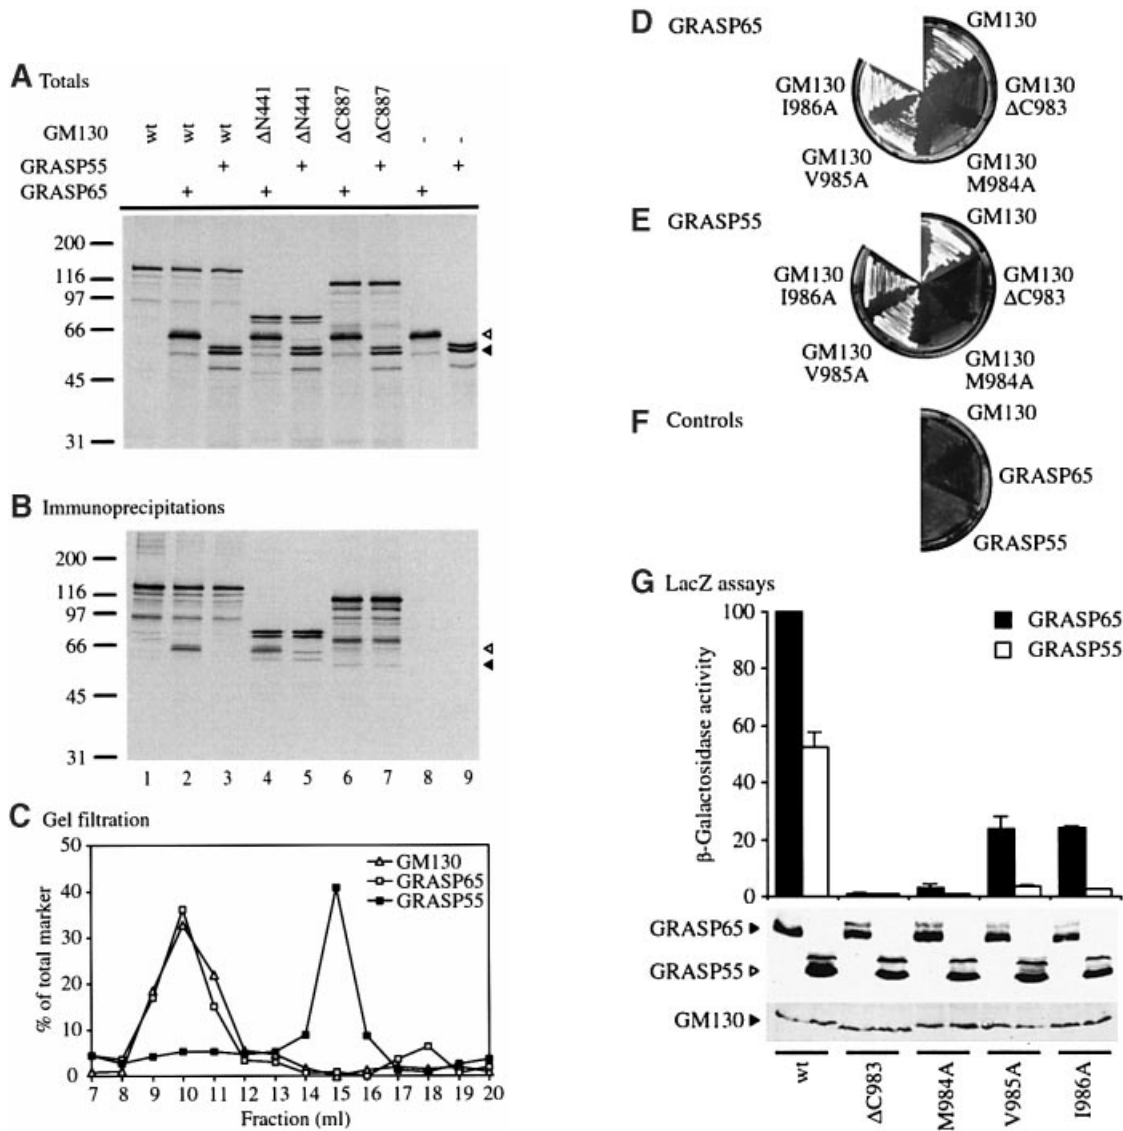 A Totals
GM130 wt wt wt ΔN441 ΔN441 ΔC887 ΔC887 - -
GRASP55 + + + +
GRASP65 + + + +
200
116
97
66
45
31
B Immunoprecipitations
200
116
97
66
45
31
1 2 3 4 5 6 7 8 9
C Gel filtration
50
40
30
20
10
0
% of total marker
GM130
GRASP65
GRASP55
7 8 9 10 11 12 13 14 15 16 17 18 19 20
Fraction (ml)
D GRASP65
GM130
GM130
I986A
GM130
ΔC983
GM130
V985A
GM130
M984A
E GRASP55
GM130
GM130
I986A
GM130
ΔC983
GM130
V985A
GM130
M984A
F Controls
GM130
GRASP65
GRASP55
G LacZ assays
100
80
60
40
20
0
β-Galactosidase activity
GRASP65
GRASP55
GRASP65
GRASP55
GM130
wt ΔC983 M984A V985A I986A